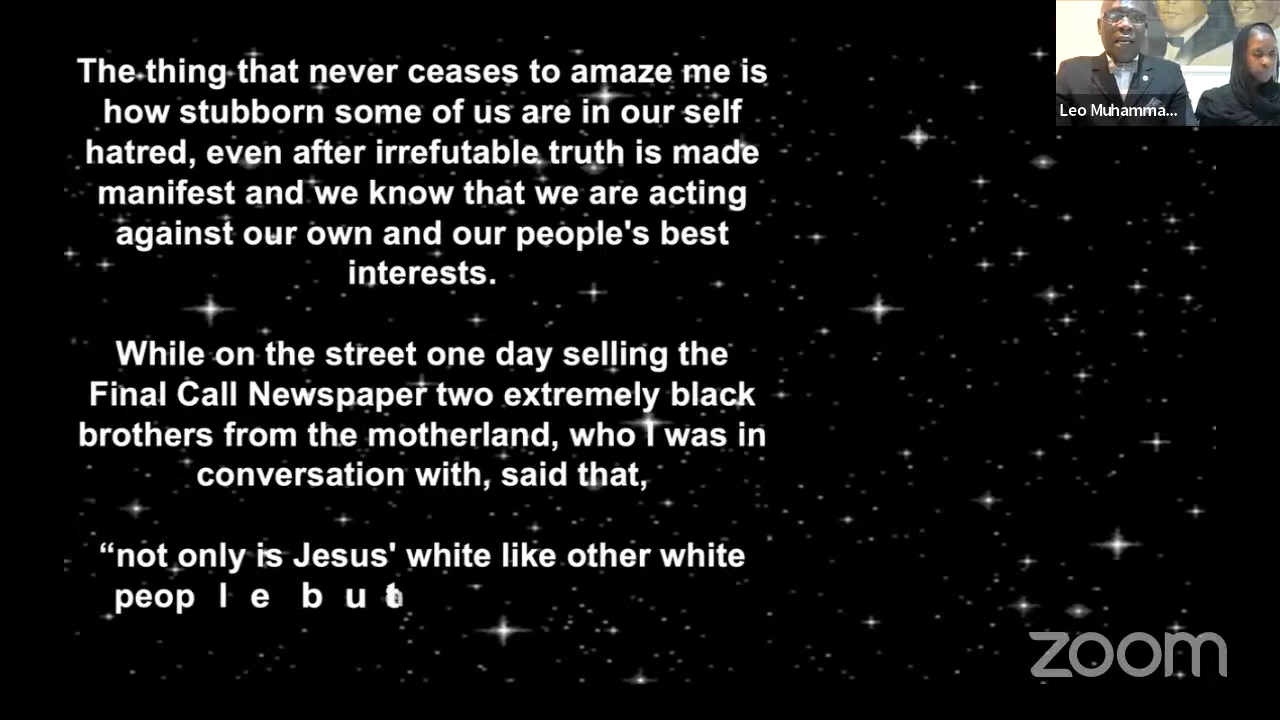 The thing that never ceases to amaze me is
how stubborn some of us are in our self
hatred, even after irrefutable truth is made
manifest and we know that we are acting
against our own and our people's best
interests.
While on the street one day selling the
Final Call Newspaper two extremely black
brothers from the motherland, who I was in
conversation with, said that,
“not only is Jesus' white like other white
people but
Leo Muhamma...
zoom